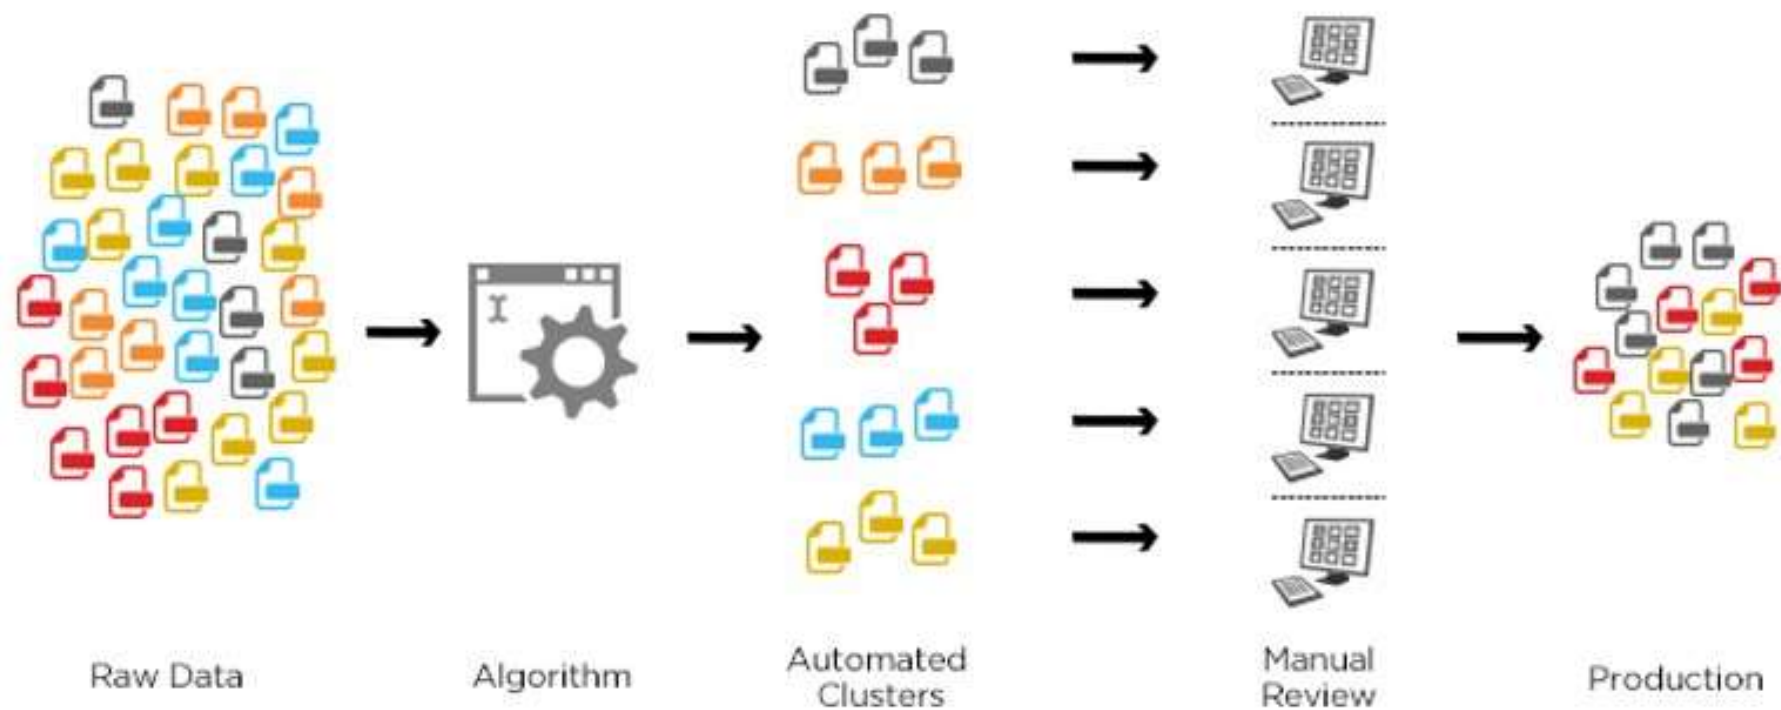 Raw Data
Algorithm
Automated
Clusters
Manual
Review
Production